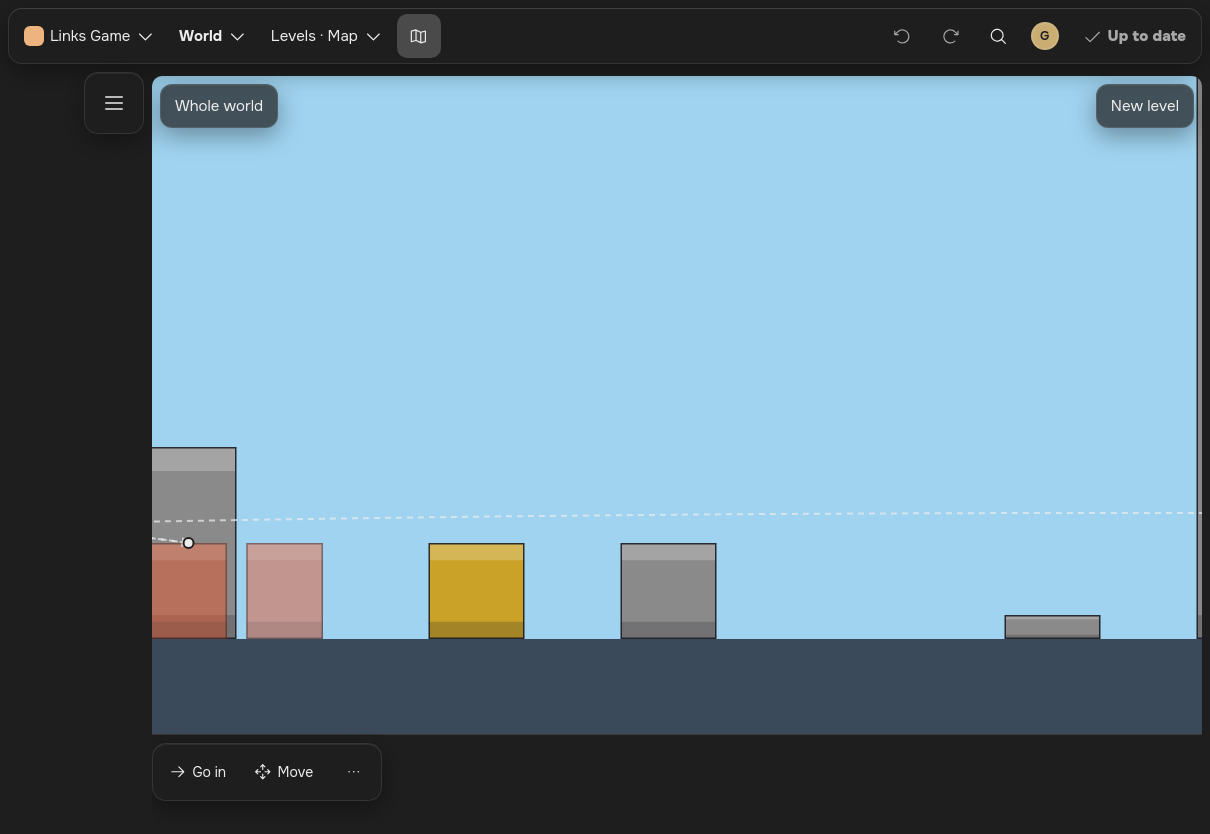 Links Game
World
Levels · Map
G
Up to date
Whole world
New level
Go in
Move